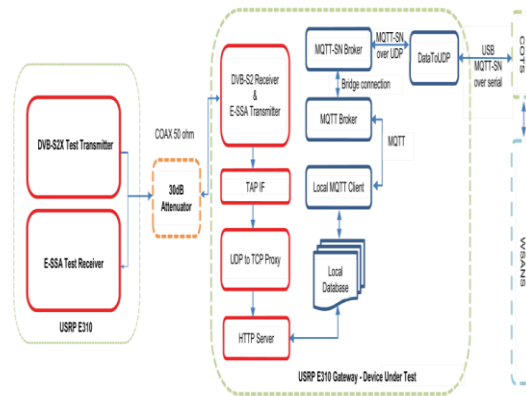 DVB-S2X Test Transmitter
E-SSA Test Receiver
USRP E310
COAX 50 ohm
30dB
Attenuator
DVB-S2 Receiver
&
E-SSA Transmitter
TAP IF
UDP to TCP Proxy
HTTP Server
MQTT-SN Broker
Bridge connection
MQTT Broker
MQTT
Local MQTT Client
Local
Database
MQTT-SN
over UDP
DataToUDP
USB
MQTT-SN
over serial
USRP E310 Gateway - Device Under Test
COTS
WSANS